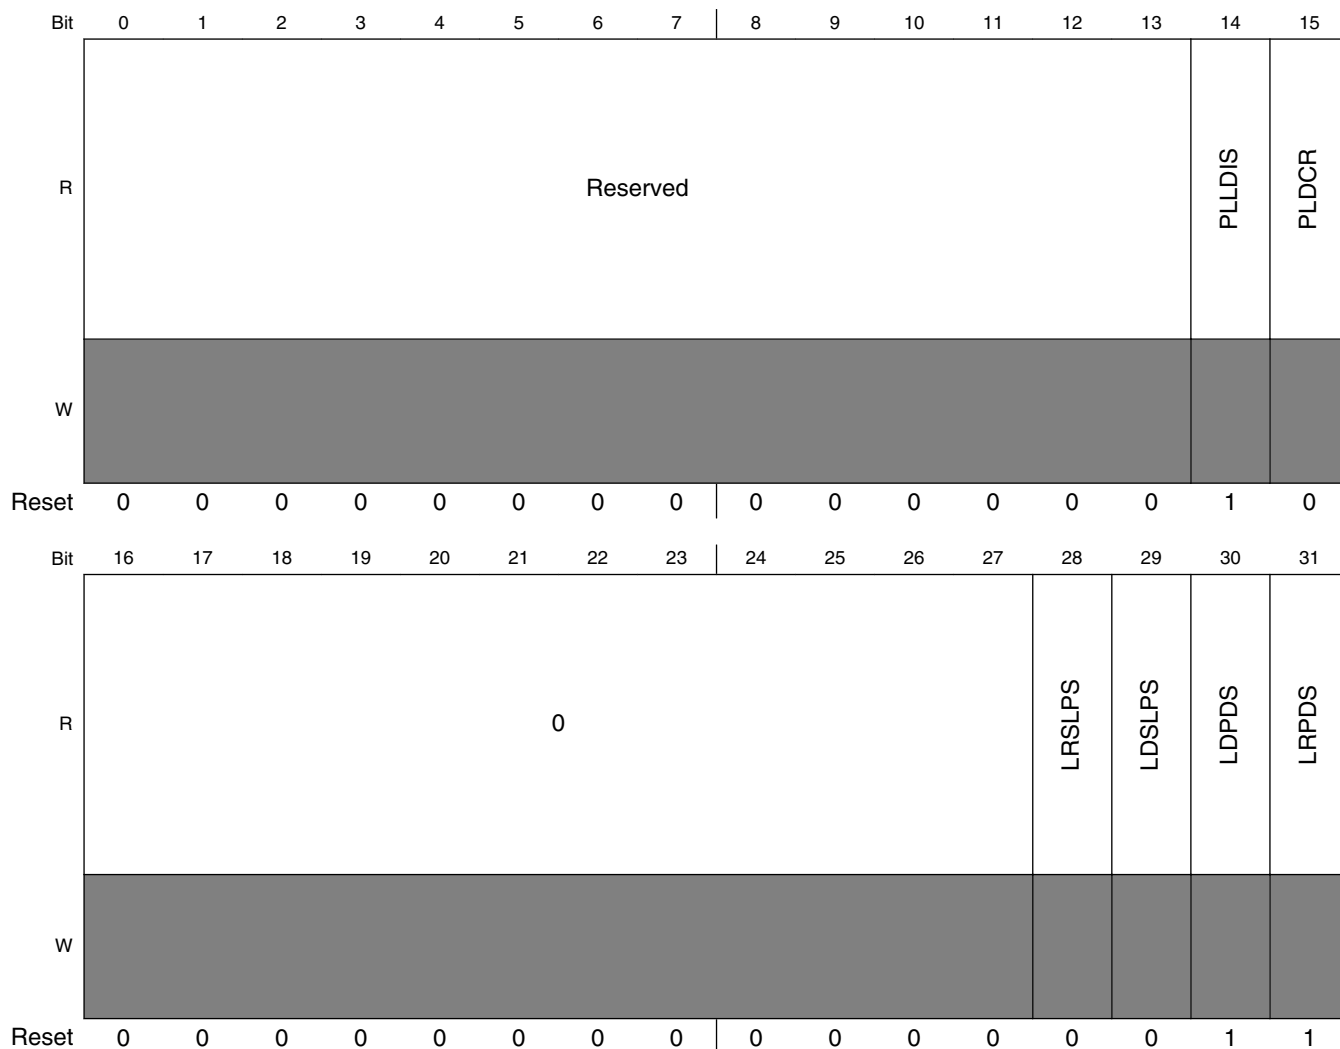 Bit 0 1 2 3 4 5 6 7 8 9 10 11 12 13 14 15
R Reserved PLLDIS PLDCR
W
Reset 0 0 0 0 0 0 0 0 0 0 0 0 0 0 1 0
Bit 16 17 18 19 20 21 22 23 24 25 26 27 28 29 30 31
R 0 LRSLPS LDSLPS LDPDS LRPDS
W
Reset 0 0 0 0 0 0 0 0 0 0 0 0 0 0 1 1